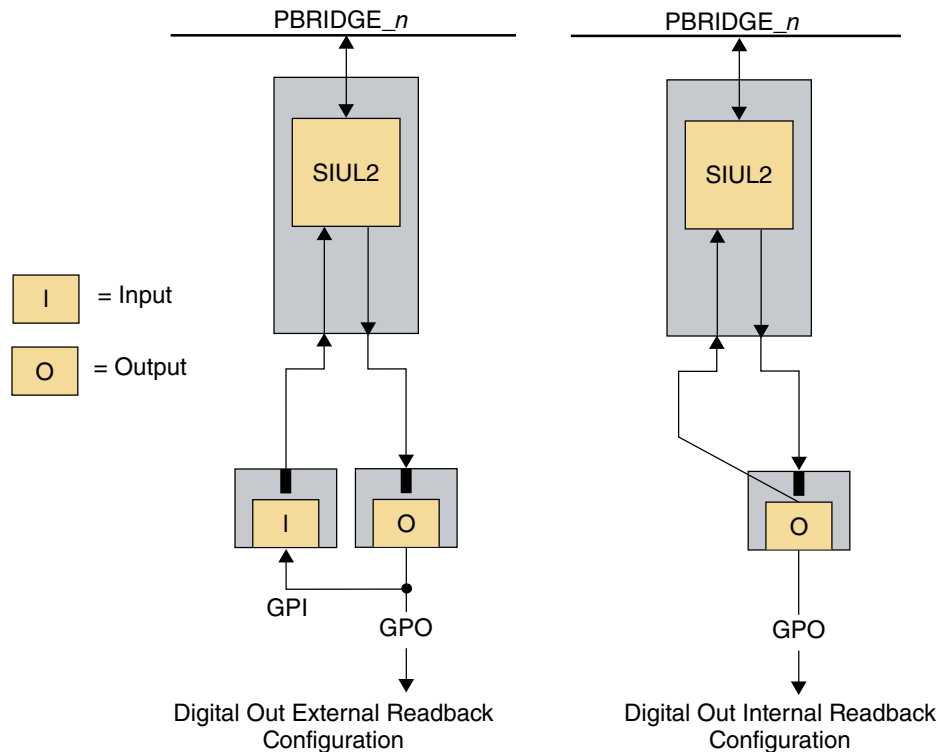 PBRIDGE_n
PBRIDGE_n
SIUL2
SIUL2
I
= Input
O
= Output
I
O
O
GPI
GPO
GPO
Digital Out External Readback
Configuration
Digital Out Internal Readback
Configuration